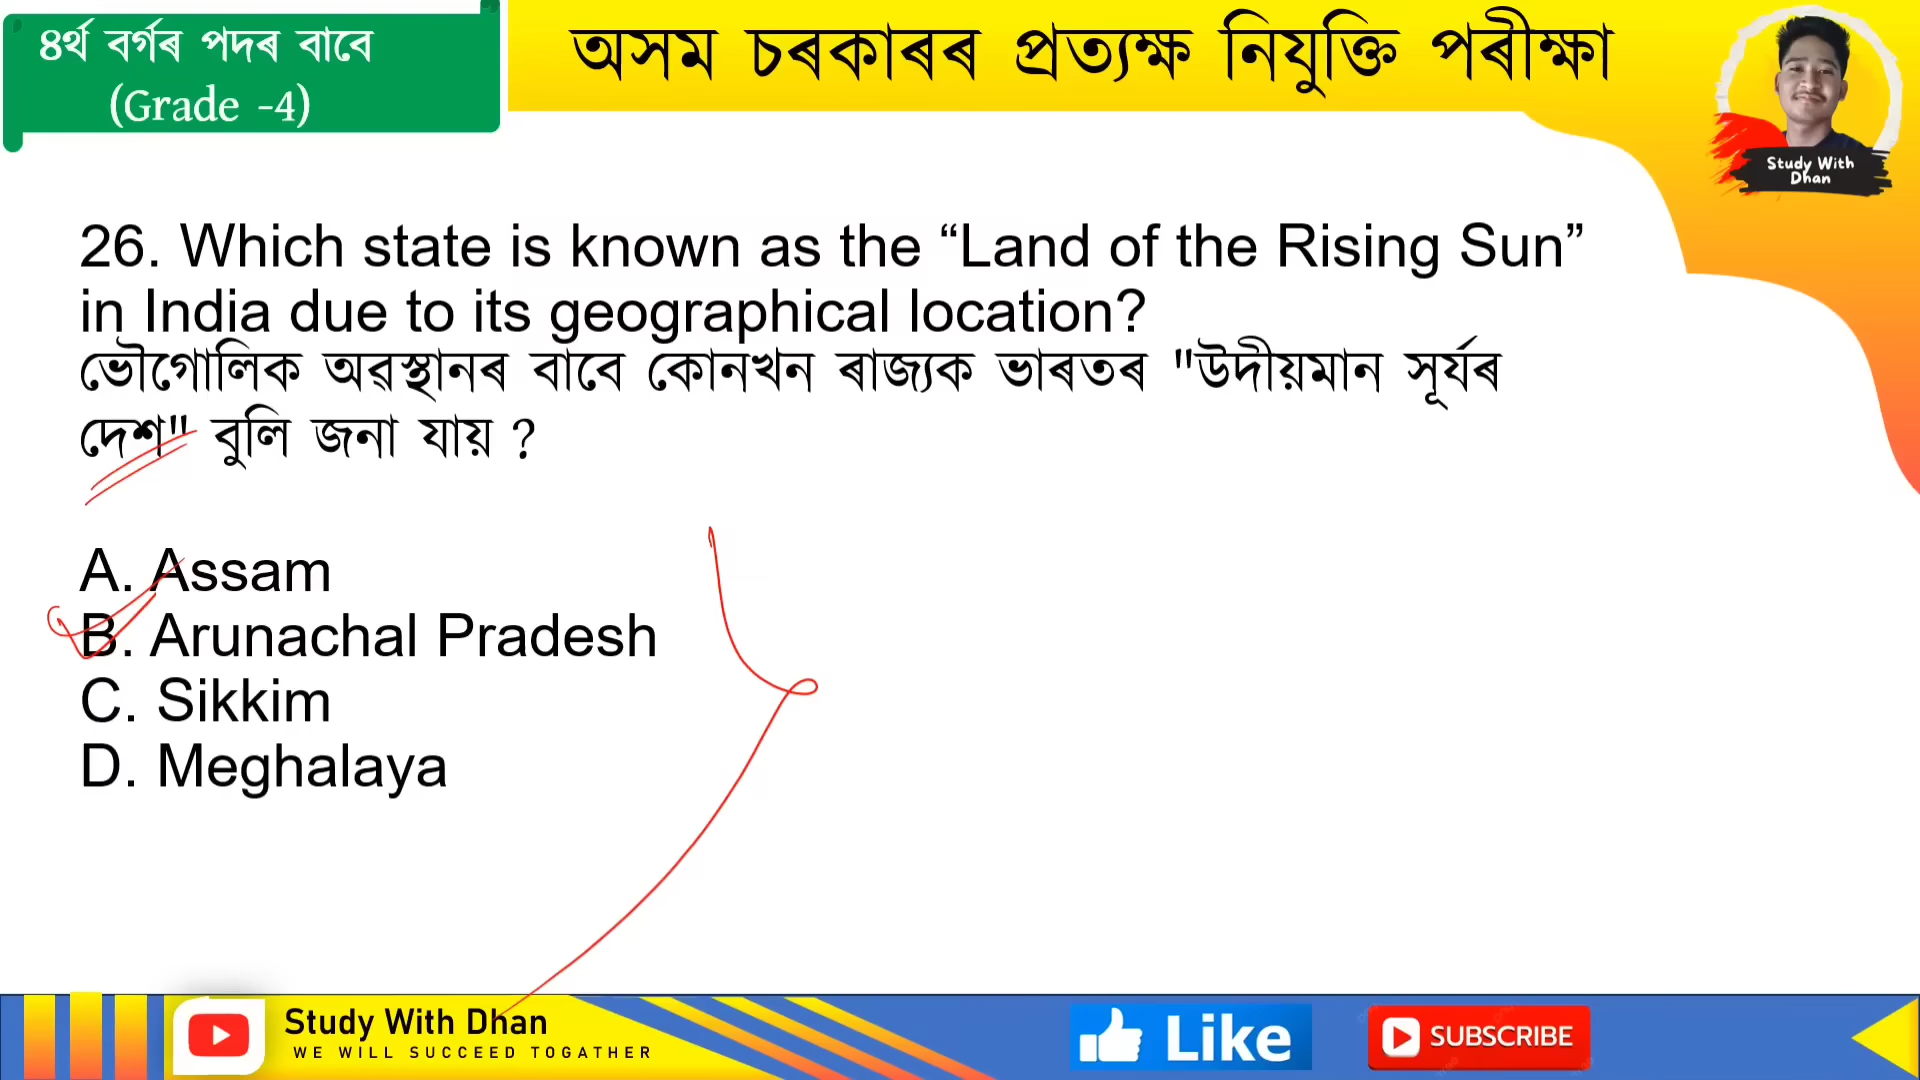 ৪ৰ্থ বৰ্গৰ পদৰ বাবে
(Grade -4)
অসম চৰকাৰৰ প্ৰত্যক্ষ নিযুক্তি পৰীক্ষা
Study With
Dhan
26. Which state is known as the “Land of the Rising Sun”
in India due to its geographical location?
ভৌগোলিক অৱস্থানৰ বাবে কোনখন ৰাজ্যক ভাৰতৰ "উদীয়মান সূৰ্যৰ
দেশ" বুলি জনা যায় ?
A. Assam
B. Arunachal Pradesh
C. Sikkim
D. Meghalaya
Study With Dhan
WE WILL SUCCEED TOGATHER
Like
SUBSCRIBE